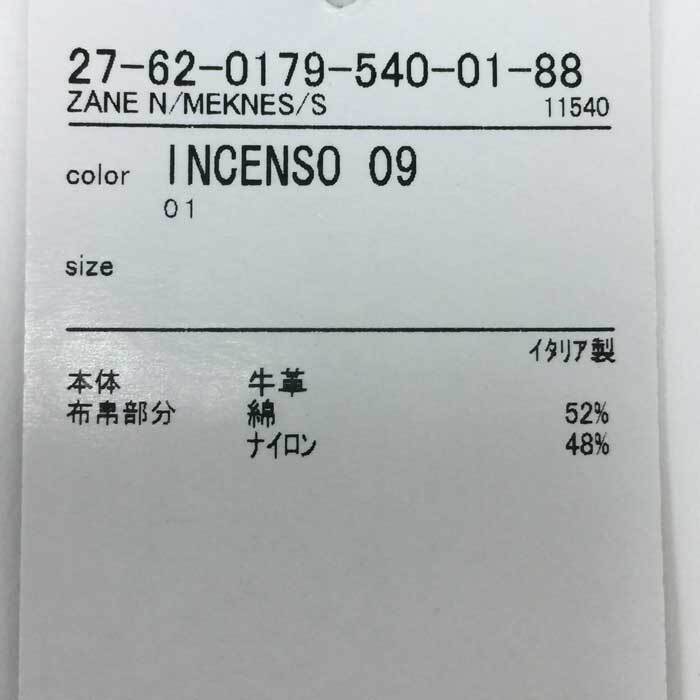 27-62-0179-540-01-88
ZANE N/MEKNES/S 11540
color INCENSO 09
01
size
イタリア製
本体 牛革
布帛部分 綿 52%
ナイロン 48%